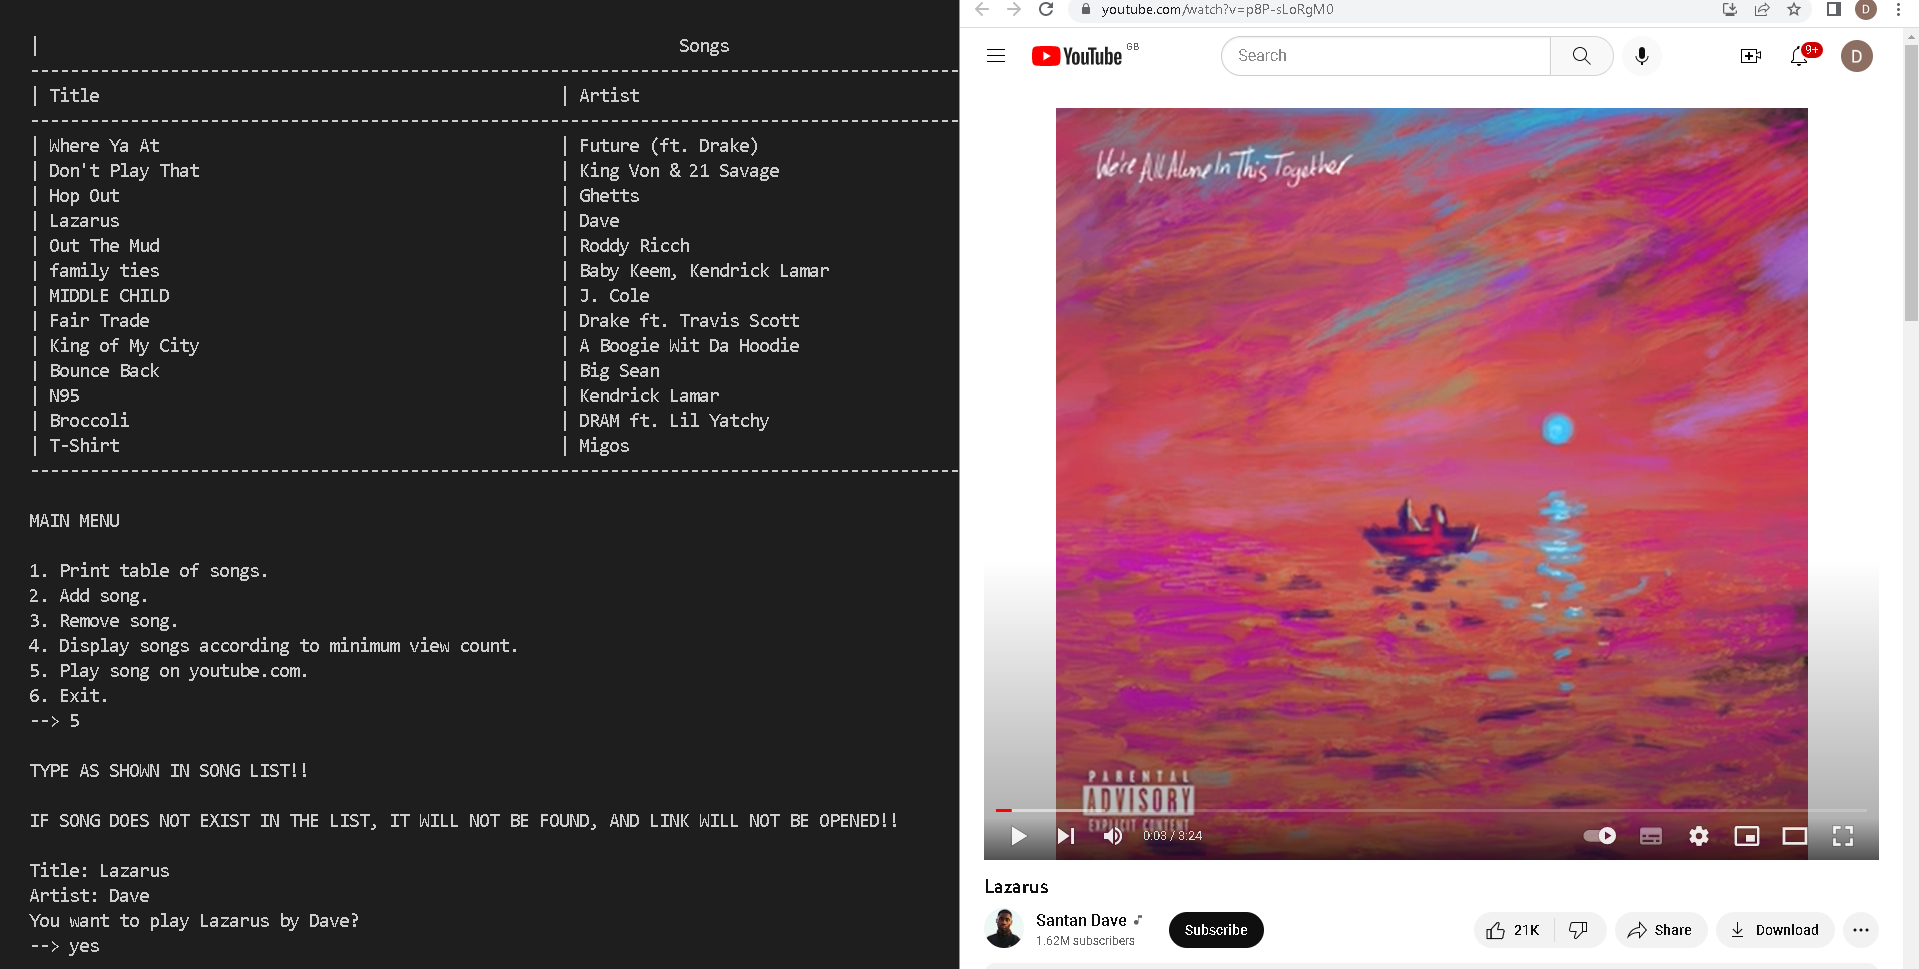 | Songs
--------------------------------------------------------------------------------------------
| Title | Artist
--------------------------------------------------------------------------------------------
| Where Ya At | Future (ft. Drake)
| Don't Play That | King Von & 21 Savage
| Hop Out | Ghetts
| Lazarus | Dave
| Out The Mud | Roddy Ricch
| family ties | Baby Keem, Kendrick Lamar
| MIDDLE CHILD | J. Cole
| Fair Trade | Drake ft. Travis Scott
| King of My City | A Boogie Wit Da Hoodie
| Bounce Back | Big Sean
| N95 | Kendrick Lamar
| Broccoli | DRAM ft. Lil Yatchy
| T-Shirt | Migos
--------------------------------------------------------------------------------------------
MAIN MENU
1. Print table of songs.
2. Add song.
3. Remove song.
4. Display songs according to minimum view count.
5. Play song on youtube.com.
6. Exit.
--> 5
TYPE AS SHOWN IN SONG LIST!!
IF SONG DOES NOT EXIST IN THE LIST, IT WILL NOT BE FOUND, AND LINK WILL NOT BE OPENED!!
Title: Lazarus
Artist: Dave
You want to play Lazarus by Dave?
--> yes
youtube.com/watch?v=p8P-sLoRgM0
D
YouTube GB
Search
9+
D
We're All Alone In This Together
PARENTAL
ADVISORY
EXPLICIT CONTENT
0:03 / 3:24
Lazarus
Santan Dave
1.62M subscribers
Subscribe
21K
Share
Download